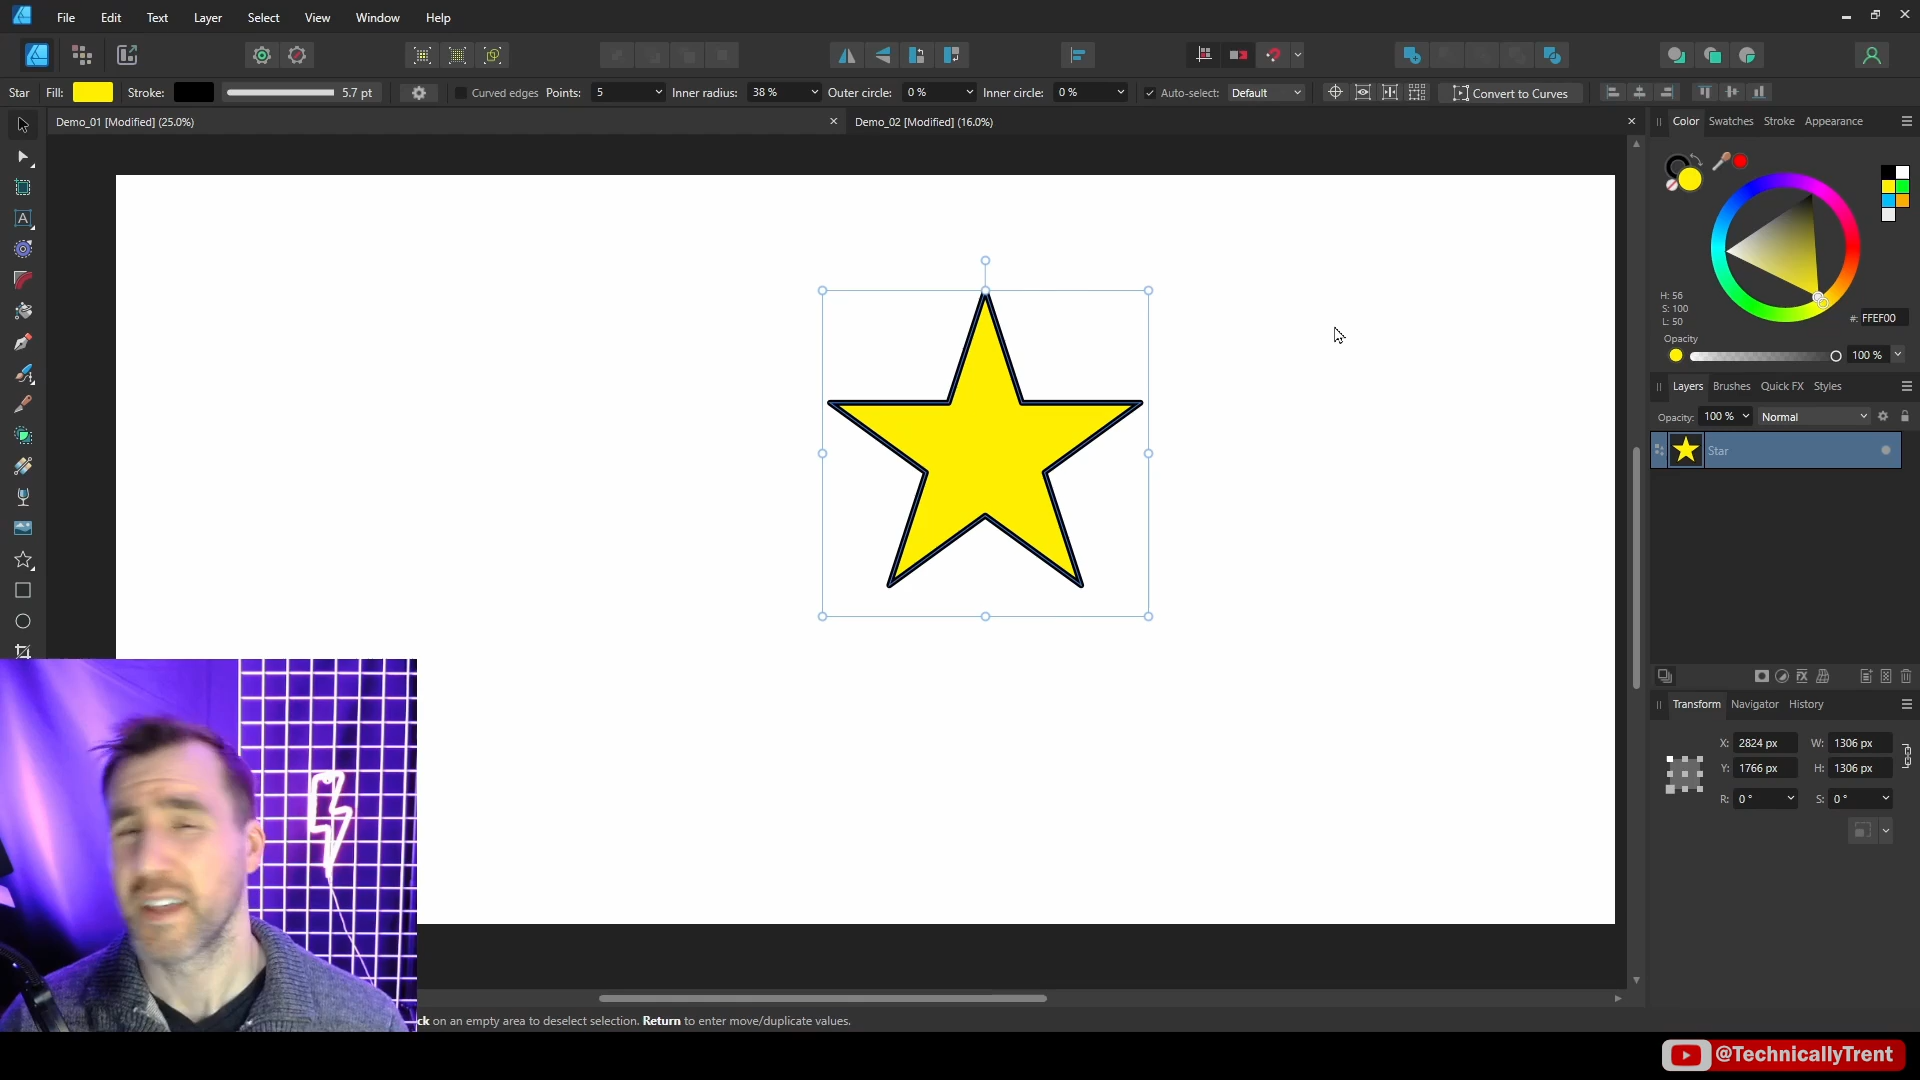 File Edit Text Layer Select View Window Help
Star Fill: Stroke: 5.7 pt Curved edges Points: 5 Inner radius: 38 % Outer circle: 0 % Inner circle: 0 % Auto-select: Default Convert to Curves
Demo_01 [Modified] (25.0%) Demo_02 [Modified] (16.0%)
Color Swatches Stroke Appearance
H: 56
S: 100
L: 50
#: FFEF00
Opacity
100 %
Layers Brushes Quick FX Styles
Opacity: 100 % Normal
Star
Transform Navigator History
X: 2824 px W: 1306 px
Y: 1766 px H: 1306 px
R: 0 ° S: 0 °
ck on an empty area to deselect selection. Return to enter move/duplicate values.
@TechnicallyTrent